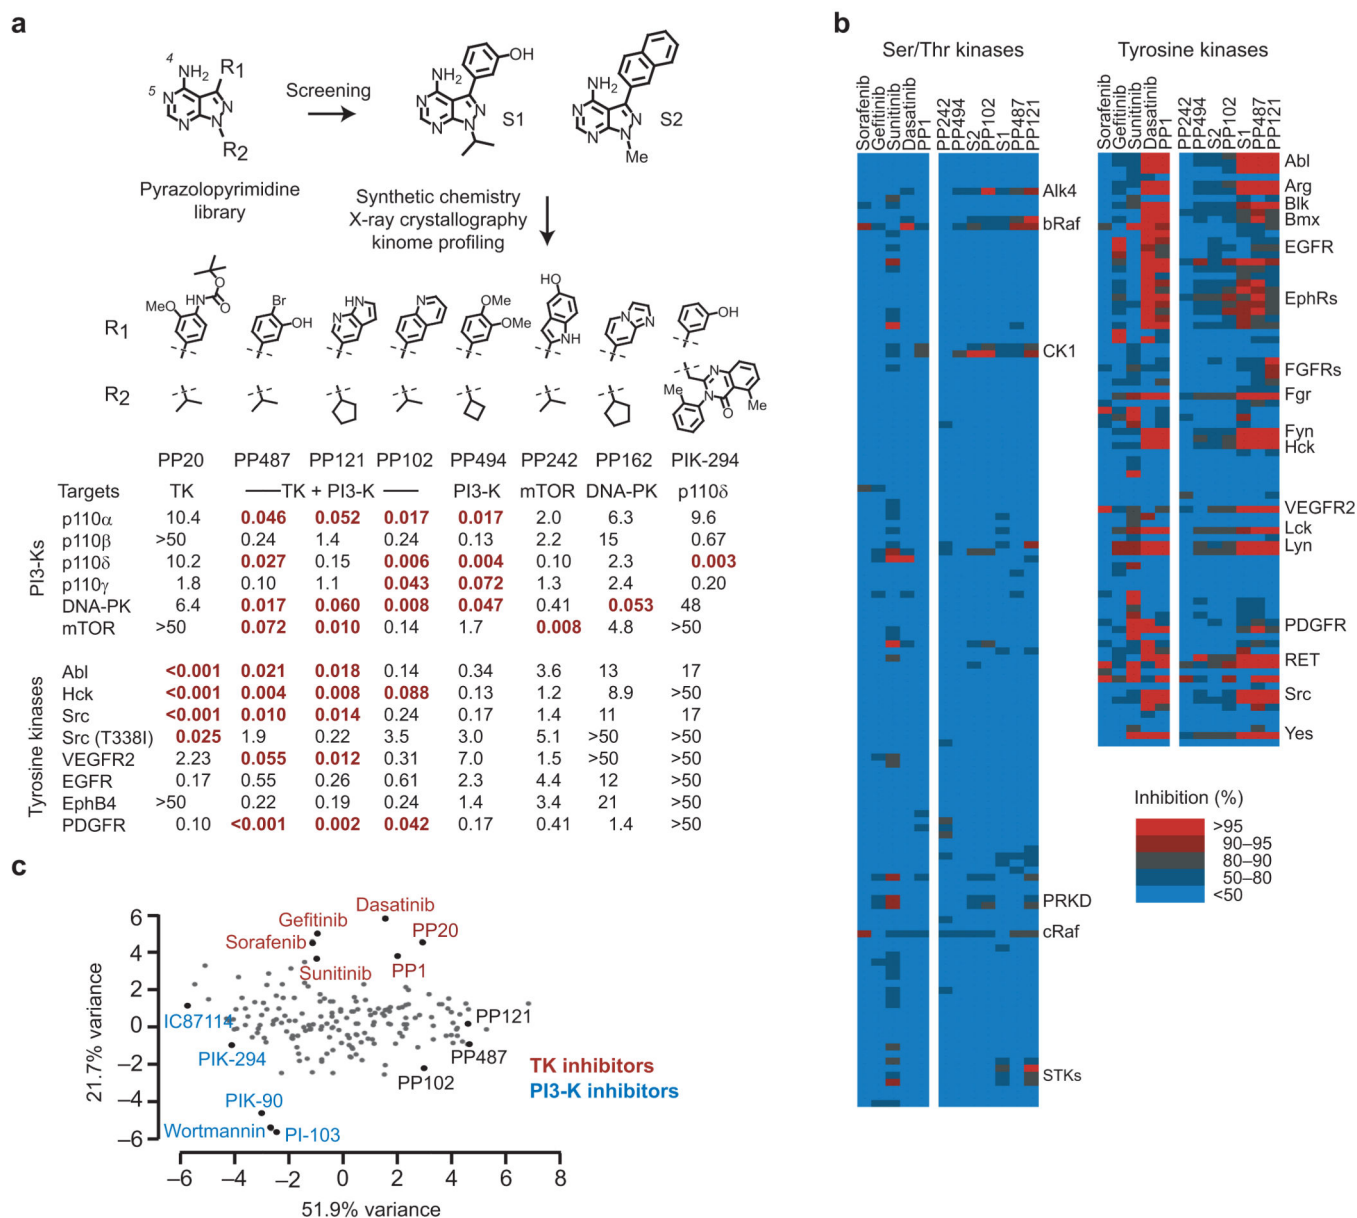 a
4
NH2
R1
5
N
N
N
N
R2
Pyrazolopyrimidine
library
Screening
OH
NH2
N
N
N
N
S1
NH2
N
N
N
N
Me
S2
Synthetic chemistry
X-ray crystallography
kinome profiling
R1
MeO
HN
O
O
Br
OH
HN
N
N
OMe
OMe
HO
NH
N
N
OH
R2
Me
N
N
O
Me
PP20 PP487 PP121 PP102 PP494 PP242 PP162 PIK-294
Targets TK TK + PI3-K PI3-K mTOR DNA-PK p110δ
PI3-Ks
p110α 10.4 0.046 0.052 0.017 0.017 2.0 6.3 9.6
p110β >50 0.24 1.4 0.24 0.13 2.2 15 0.67
p110δ 10.2 0.027 0.15 0.006 0.004 0.10 2.3 0.003
p110γ 1.8 0.10 1.1 0.043 0.072 1.3 2.4 0.20
DNA-PK 6.4 0.017 0.060 0.008 0.047 0.41 0.053 48
mTOR >50 0.072 0.010 0.14 1.7 0.008 4.8 >50
Tyrosine kinases
Abl <0.001 0.021 0.018 0.14 0.34 3.6 13 17
Hck <0.001 0.004 0.008 0.088 0.13 1.2 8.9 >50
Src <0.001 0.010 0.014 0.24 0.17 1.4 11 17
Src (T338I) 0.025 1.9 0.22 3.5 3.0 5.1 >50 >50
VEGFR2 2.23 0.055 0.012 0.31 7.0 1.5 >50 >50
EGFR 0.17 0.55 0.26 0.61 2.3 4.4 12 >50
EphB4 >50 0.22 0.19 0.24 1.4 3.4 21 >50
PDGFR 0.10 <0.001 0.002 0.042 0.17 0.41 1.4 >50
b
Ser/Thr kinases
Sorafenib
Gefitinib
Sunitinib
Dasatinib
PP1
PP242
PP494
S2
PP102
S1
PP487
PP121
Alk4
bRaf
CK1
PRKD
cRaf
STKs
Tyrosine kinases
Sorafenib
Gefitinib
Sunitinib
Dasatinib
PP1
PP242
PP494
S2
PP102
S1
PP487
PP121
Abl
Arg
Blk
Bmx
EGFR
EphRs
FGFRs
Fgr
Fyn
Hck
VEGFR2
Lck
Lyn
PDGFR
RET
Src
Yes
Inhibition (%)
>95
90–95
80–90
50–80
<50
c
21.7% variance
6
4
2
0
−2
−4
−6
Dasatinib
Gefitinib
PP20
Sorafenib
Sunitinib
PP1
IC87114
PP121
PIK-294
PP487
PP102
PIK-90
Wortmannin
PI-103
TK inhibitors
PI3-K inhibitors
−6 −4 −2 0 2 4 6 8
51.9% variance